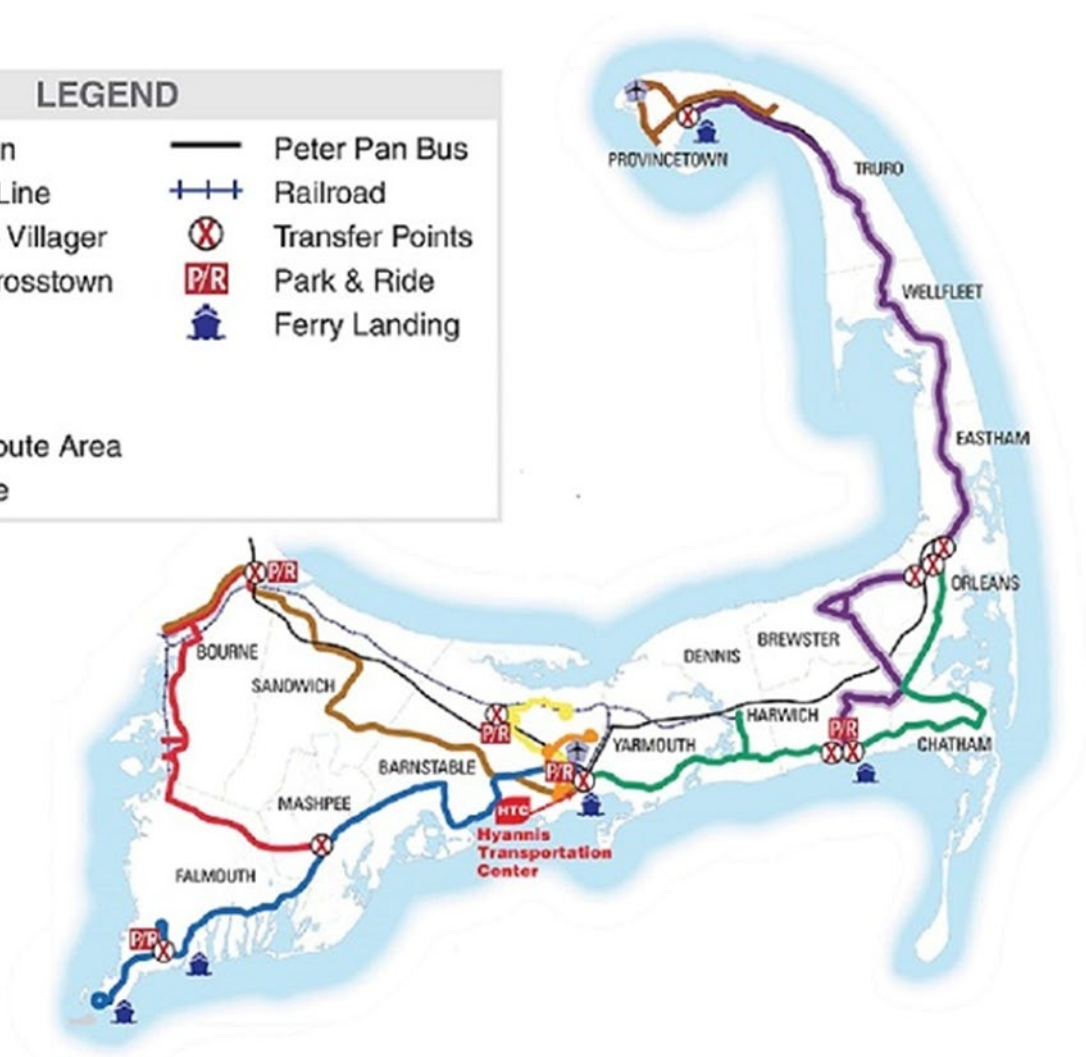 LEGEND
n
Peter Pan Bus
Line
Railroad
Villager
Transfer Points
rosstown
P/R
Park & Ride
Ferry Landing
oute Area
e
PROVINCETOWN
TRURO
WELLFLEET
EASTHAM
ORLEANS
P/R
BOURNE
SANDWICH
BREWSTER
DENNIS
HARWICH
P/R
P/R
YARMOUTH
CHATHAM
BARNSTABLE
P/R
MASHPEE
HTC
Hyannis
Transportation
Center
FALMOUTH
P/R